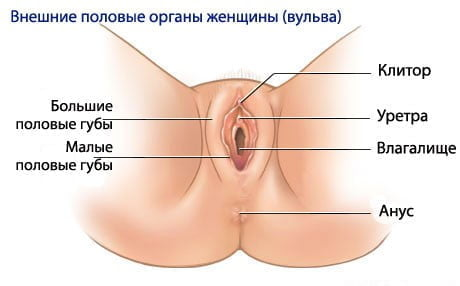 Внешние половые органы женщины (вульва)
Клитор
Большие
половые губы
Уретра
Малые
половые губы
Влагалище
Анус